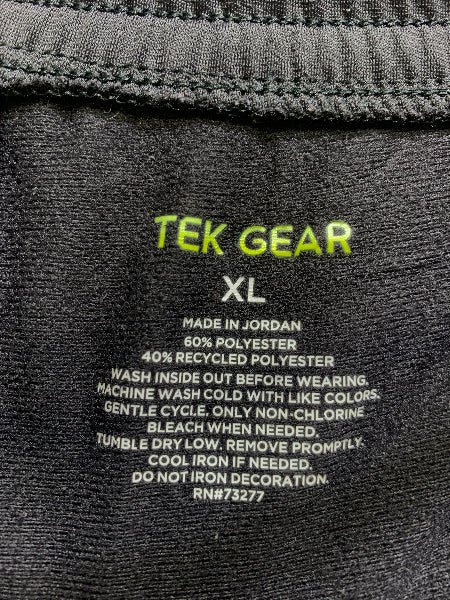 TEK GEAR
XL
MADE IN JORDAN
60% POLYESTER
40% RECYCLED POLYESTER
WASH INSIDE OUT BEFORE WEARING.
MACHINE WASH COLD WITH LIKE COLORS.
GENTLE CYCLE. ONLY NON-CHLORINE
BLEACH WHEN NEEDED.
TUMBLE DRY LOW. REMOVE PROMPTLY.
COOL IRON IF NEEDED.
DO NOT IRON DECORATION.
RN#73277